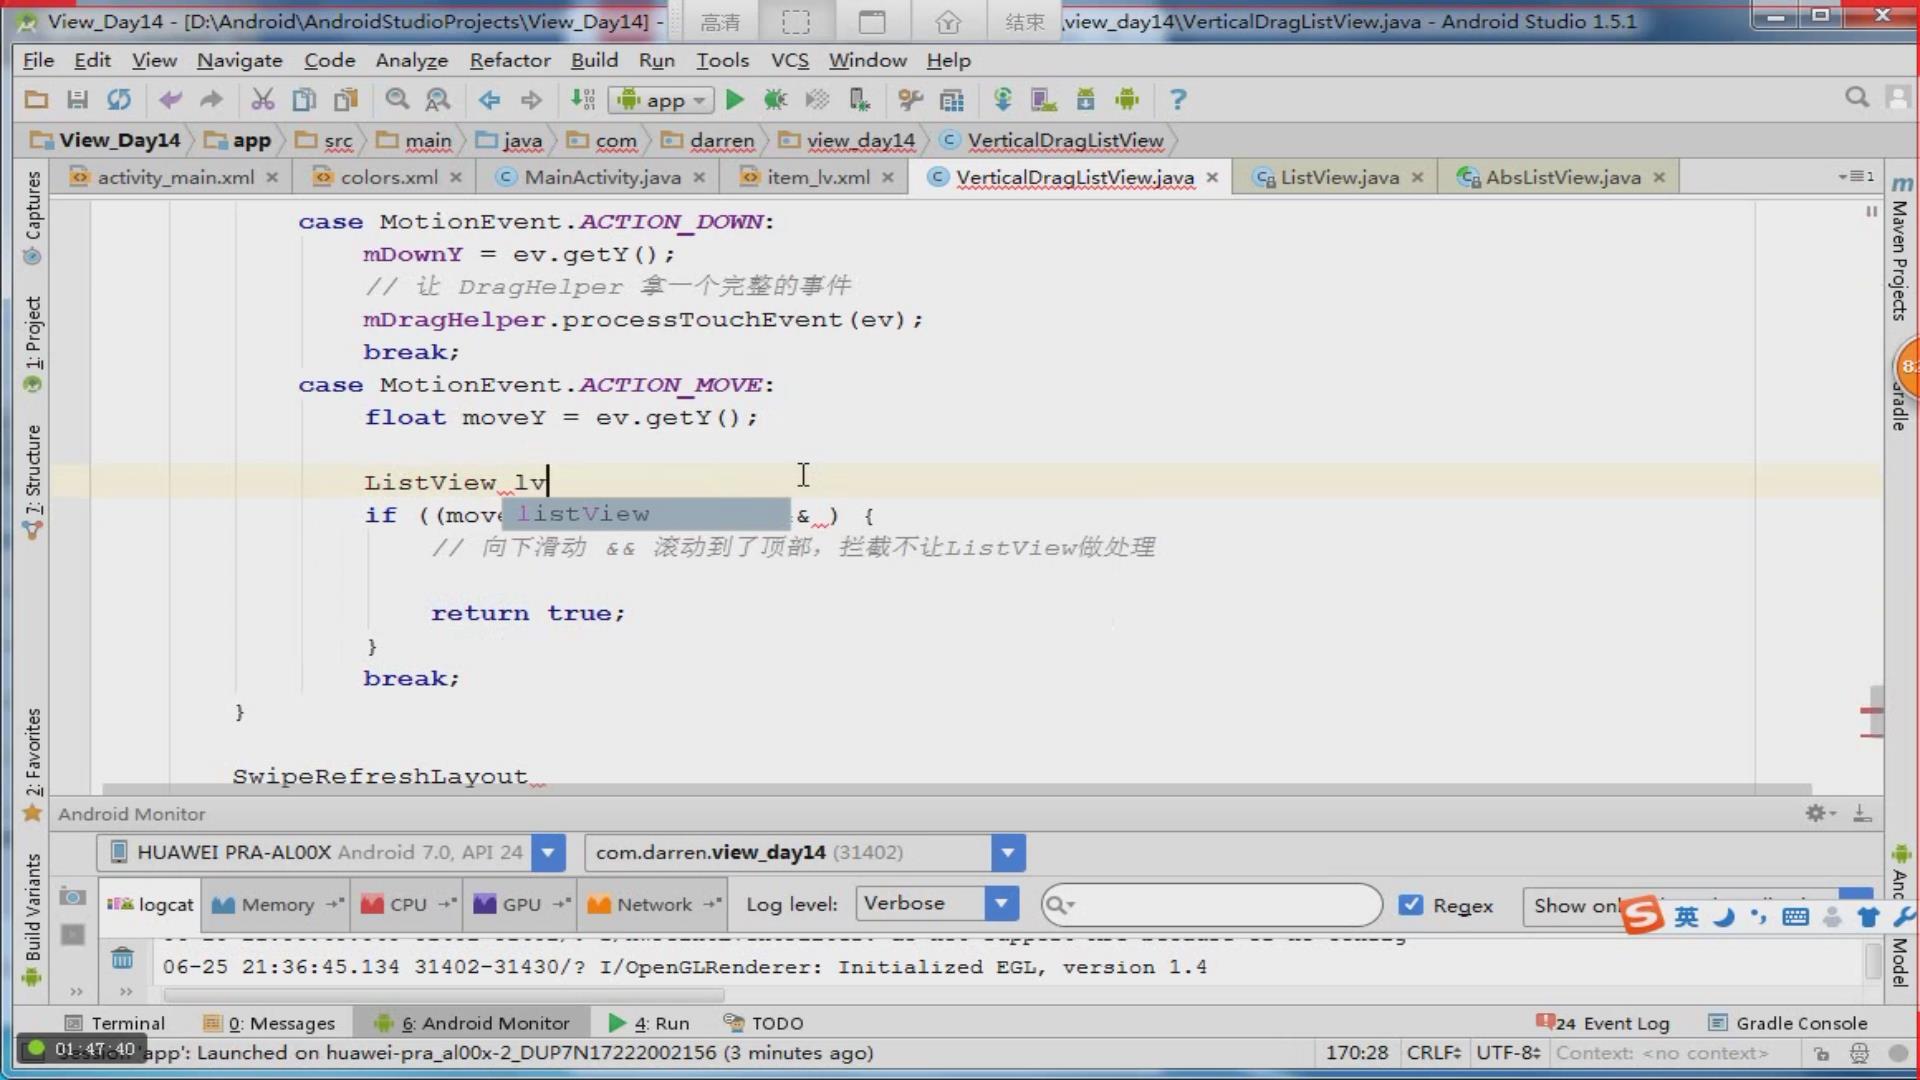 View_Day14 - [D:\Android\AndroidStudioProjects\View_Day14] -
高清
结束
\view_day14\VerticalDragListView.java - Android Studio 1.5.1
File Edit View Navigate Code Analyze Refactor Build Run Tools VCS Window Help
app
View_Day14 app src main java com darren view_day14 VerticalDragListView
activity_main.xml colors.xml MainActivity.java item_lv.xml VerticalDragListView.java ListView.java AbsListView.java
Captures
1: Project
7: Structure
2: Favorites
Build Variants
case MotionEvent.ACTION_DOWN:
mDownY = ev.getY();
// 让 DragHelper 拿一个完整的事件
mDragHelper.processTouchEvent(ev);
break;
case MotionEvent.ACTION_MOVE:
float moveY = ev.getY();
ListView lv
listView
if ((move & ) {
// 向下滑动 && 滚动到了顶部，拦截不让ListView做处理
return true;
}
break;
}
SwipeRefreshLayout
Maven Projects
Gradle
Model
Android Monitor
HUAWEI PRA-AL00X Android 7.0, API 24
com.darren.view_day14 (31402)
logcat Memory CPU GPU Network Log level: Verbose Regex Show onl
英
06-25 21:36:45.134 31402-31430/? I/OpenGLRenderer: Initialized EGL, version 1.4
Terminal 0: Messages 6: Android Monitor 4: Run TODO 24 Event Log Gradle Console
01:47:40
'app': Launched on huawei-pra_al00x-2_DUP7N17222002156 (3 minutes ago)
170:28 CRLF UTF-8 Context: <no context>